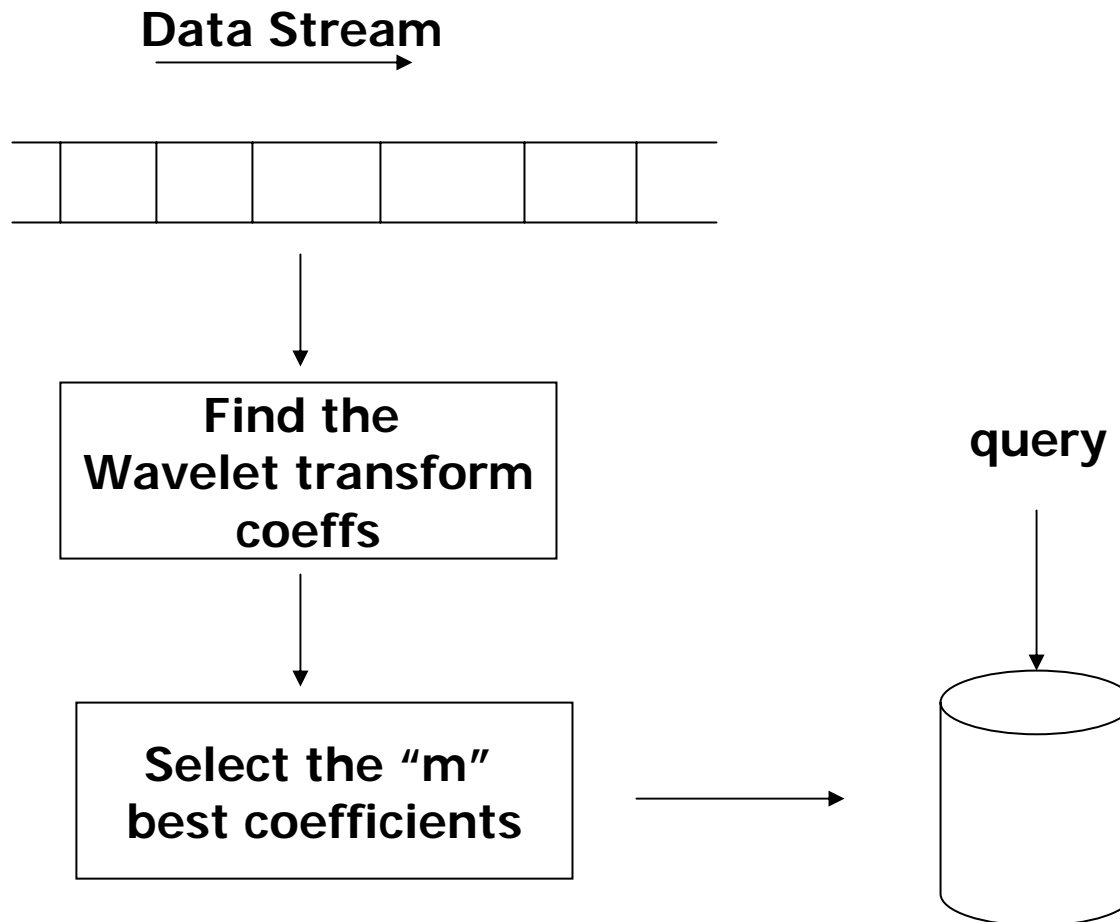 Data Stream
Find the
Wavelet transform
coeffs
query
Select the “m”
best coefficients